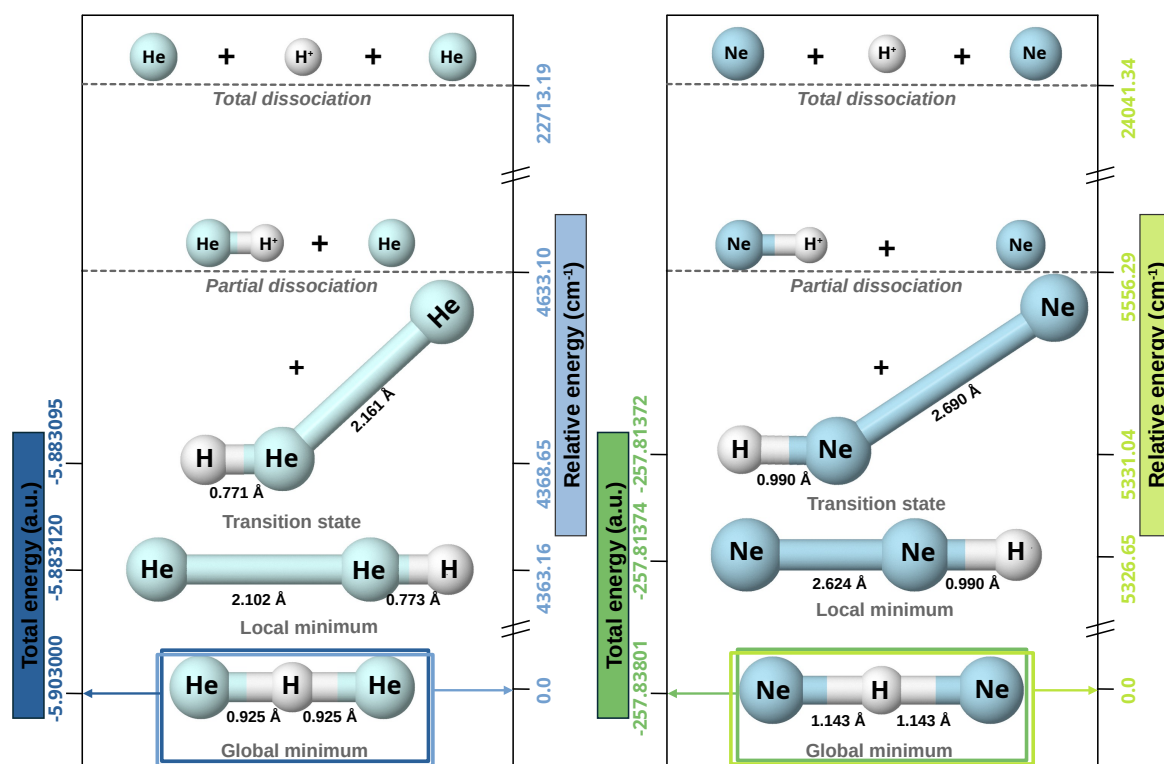 He + H⁺ + He
Total dissociation
22713.19
He H⁺ + He
Partial dissociation
4633.10
He
+
2.161 Å
H He
0.771 Å
Transition state
-5.883095
4368.65
He He H
2.102 Å 0.773 Å
Local minimum
-5.883120
4363.16
He H He
0.925 Å 0.925 Å
Global minimum
-5.903000
0.0
Total energy (a.u.)
Relative energy (cm⁻¹)
Ne + H⁺ + Ne
Total dissociation
24041.34
Ne H⁺ + Ne
Partial dissociation
5556.29
Ne
+
2.690 Å
H Ne
0.990 Å
Transition state
-257.81372
5331.04
Ne Ne H
2.624 Å 0.990 Å
Local minimum
-257.81374
5326.65
Ne H Ne
1.143 Å 1.143 Å
Global minimum
-257.83801
0.0
Total energy (a.u.)
Relative energy (cm⁻¹)